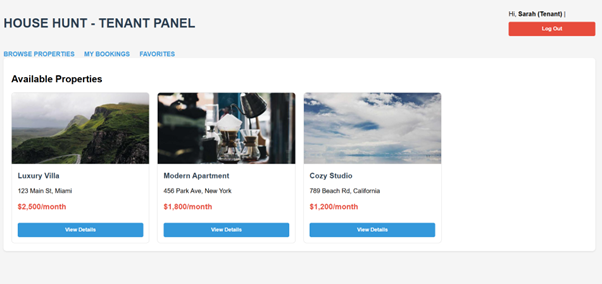 HOUSE HUNT - TENANT PANEL
Hi, Sarah (Tenant) |
Log Out
BROWSE PROPERTIES MY BOOKINGS FAVORITES
Available Properties
Luxury Villa
123 Main St, Miami
$2,500/month
View Details
Modern Apartment
456 Park Ave, New York
$1,800/month
View Details
Cozy Studio
789 Beach Rd, California
$1,200/month
View Details